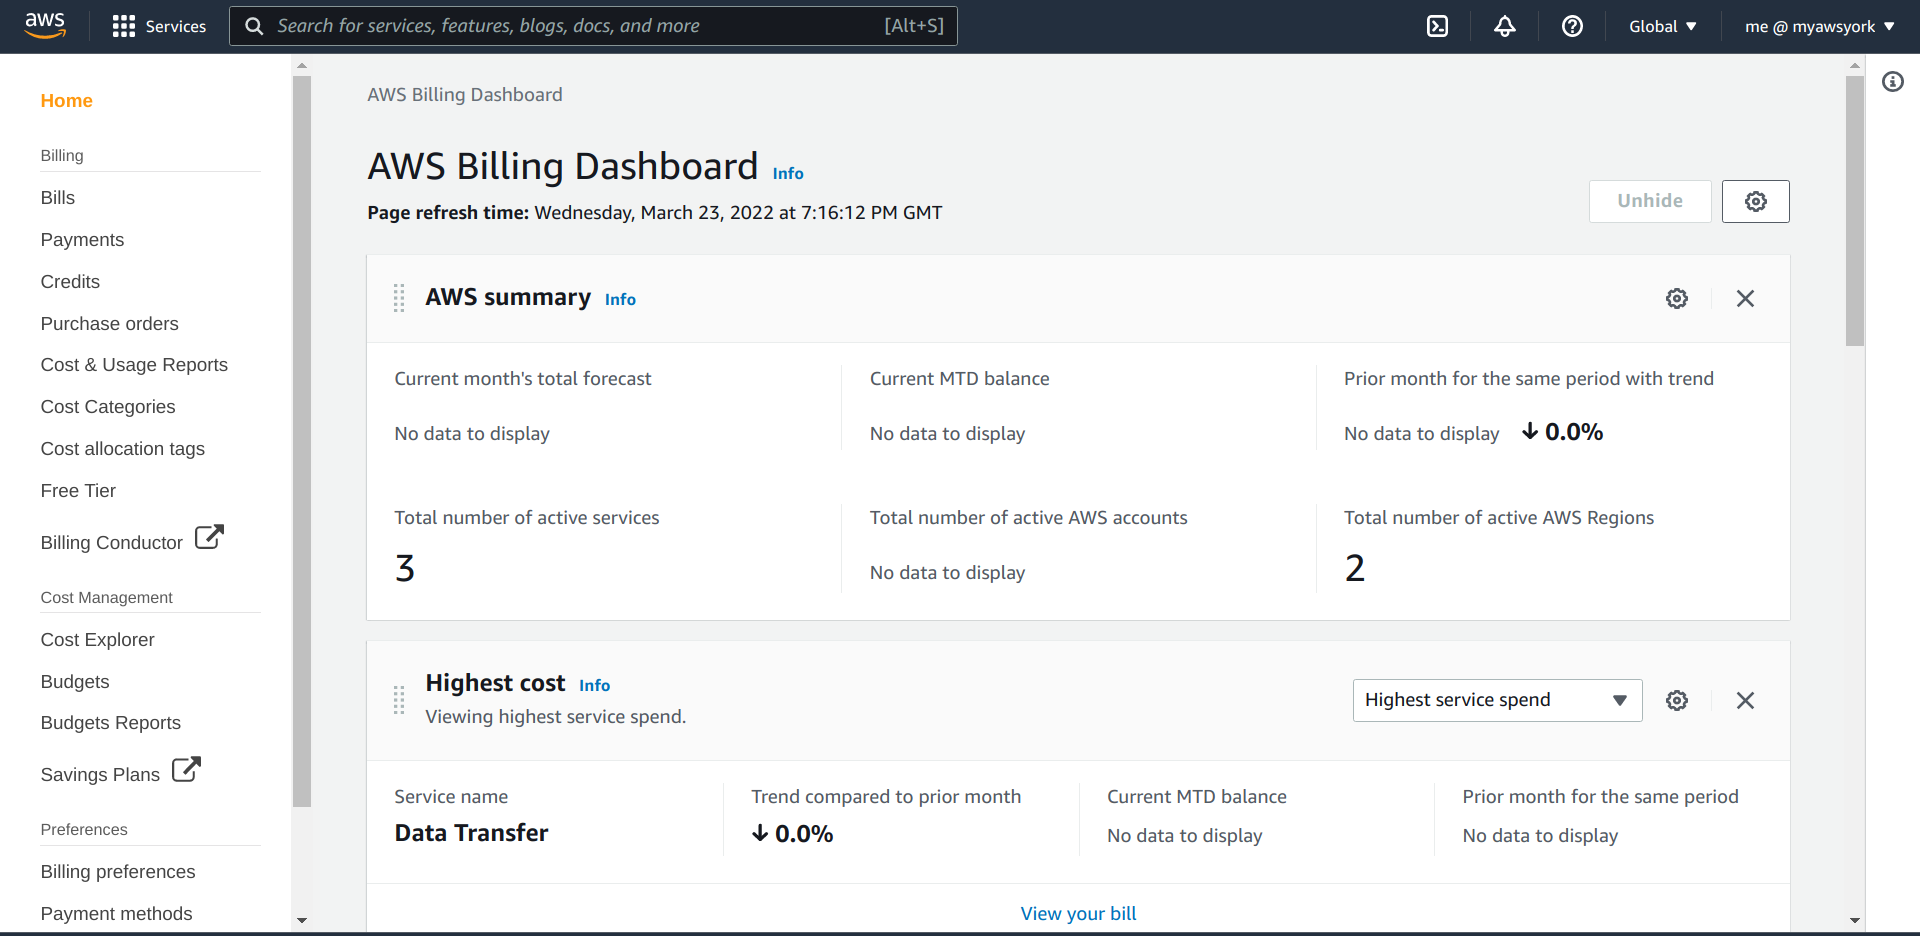 aws
Services
Search for services, features, blogs, docs, and more
[Alt+S]
Global
me @ myawsyork
Home
Billing
Bills
Payments
Credits
Purchase orders
Cost & Usage Reports
Cost Categories
Cost allocation tags
Free Tier
Billing Conductor
Cost Management
Cost Explorer
Budgets
Budgets Reports
Savings Plans
Preferences
Billing preferences
Payment methods
AWS Billing Dashboard
AWS Billing Dashboard Info
Page refresh time: Wednesday, March 23, 2022 at 7:16:12 PM GMT
Unhide
AWS summary Info
Current month's total forecast
No data to display
Current MTD balance
No data to display
Prior month for the same period with trend
No data to display ↓ 0.0%
Total number of active services
3
Total number of active AWS accounts
No data to display
Total number of active AWS Regions
2
Highest cost Info
Viewing highest service spend.
Highest service spend
Service name
Data Transfer
Trend compared to prior month
↓ 0.0%
Current MTD balance
No data to display
Prior month for the same period
No data to display
View your bill